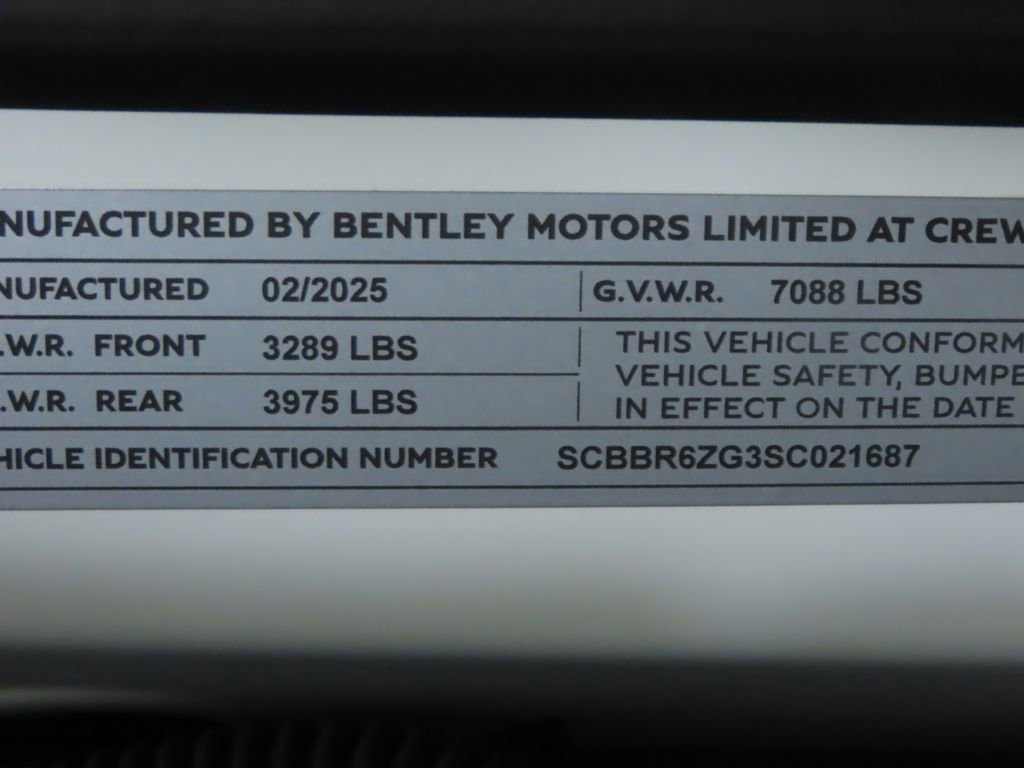 NUFACTURED BY BENTLEY MOTORS LIMITED AT CREW
NUFACTURED 02/2025 G.V.W.R. 7088 LBS
.W.R. FRONT 3289 LBS
.W.R. REAR 3975 LBS
THIS VEHICLE CONFORM
VEHICLE SAFETY, BUMPE
IN EFFECT ON THE DATE
HICLE IDENTIFICATION NUMBER SCBBR6ZG3SC021687